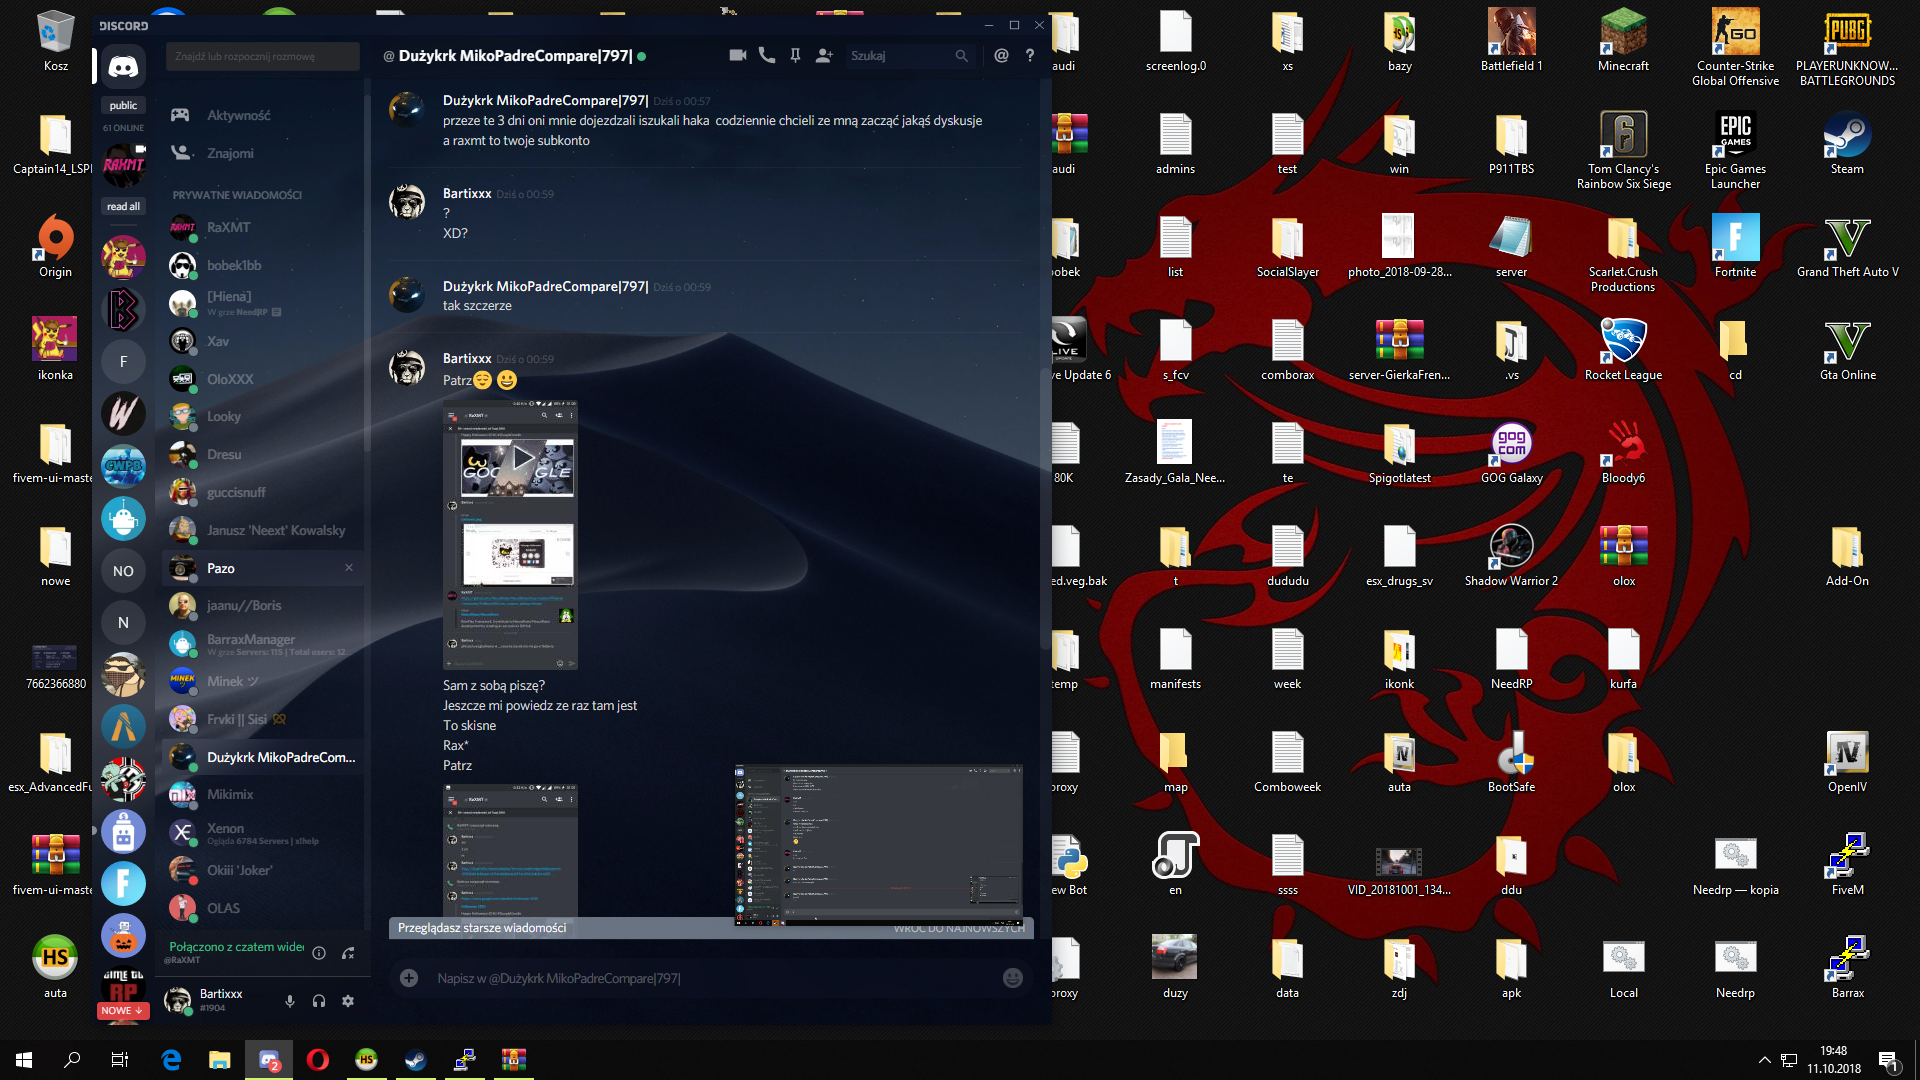 DISCORD
Kosz
Captain14_LSPI
Origin
ikonka
fivem-ui-maste
nowe
7662366880
esx_AdvancedFu
fivem-ui-maste
auta
public
61 ONLINE
RAXMT
read all
F
W
CWPB
NO
N
GIME GU
RP
NOWE ↓
Znajdź lub rozpocznij rozmowę
Aktywność
Znajomi
PRYWATNE WIADOMOŚCI
RaXMT
bobek1bb
[Hiena]
W grze NeedRP
Xav
OloXXX
Looky
Dresu
guccisnuff
Janusz 'Neext' Kowalsky
Pazo
jaanu//Boris
BarraxManager
W grze Servers: 115 | Total users: 12
Minek ツ
Frvki || Sisi
Dużykrk MikoPadreCom...
Mikimix
Xenon
Ogląda 6784 Servers | x!help
Okiii 'Joker'
OLAS
Połączono z czatem wideo
@RaXMT
Bartixxx
#1904
@ Dużykrk MikoPadreCompare|797|
Szukaj
Dużykrk MikoPadreCompare|797| Dziś o 00:57
przeze te 3 dni oni mnie dojezdzali iszukali haka codziennie chcieli ze mną zacząć jakąś dyskusje
a raxmt to twoje subkonto
Bartixxx Dziś o 00:59
?
XD?
Dużykrk MikoPadreCompare|797| Dziś o 00:59
tak szczerze
Bartixxx Dziś o 00:59
Patrz😌 😀
Sam z sobą piszę?
Jeszcze mi powiedz ze raz tam jest
To skisne
Rax*
Patrz
Przeglądasz starsze wiadomości
WRÓĆ DO NAJNOWSZYCH
Napisz w @Dużykrk MikoPadreCompare|797|
audi
screenlog.0
xs
bazy
Battlefield 1
Minecraft
Counter-Strike
Global Offensive
PLAYERUNKNOW...
BATTLEGROUNDS
audi
admins
test
win
P911TBS
Tom Clancy's
Rainbow Six Siege
Epic Games
Launcher
Steam
bobek
list
SocialSlayer
photo_2018-09-28...
server
Scarlet.Crush
Productions
Fortnite
Grand Theft Auto V
ve Update 6
s_fcv
comborax
server-GierkaFren...
.vs
Rocket League
cd
Gta Online
80K
Zasady_Gala_Nee...
te
Spigotlatest
GOG Galaxy
Bloody6
ed.veg.bak
t
dududu
esx_drugs_sv
Shadow Warrior 2
olox
Add-On
temp
manifests
week
ikonk
NeedRP
kurfa
proxy
map
Comboweek
auta
BootSafe
olox
OpenIV
ew Bot
en
ssss
VID_20181001_134...
ddu
Needrp — kopia
FiveM
proxy
duzy
data
zdj
apk
Local
Needrp
Barrax
19:48
11.10.2018